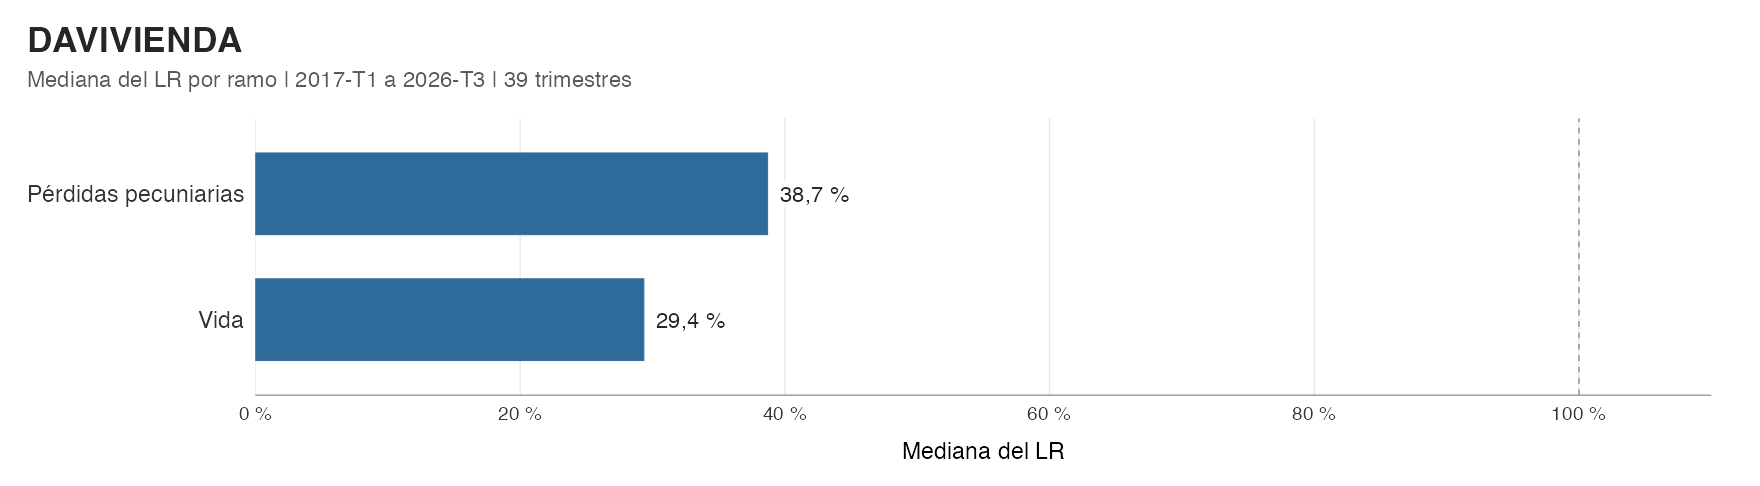 DAVIVIENDA
Mediana del LR por ramo | 2017-T1 a 2026-T3 | 39 trimestres
Pérdidas pecuniarias
38,7 %
Vida
29,4 %
0 %
20 %
40 %
60 %
80 %
100 %
Mediana del LR